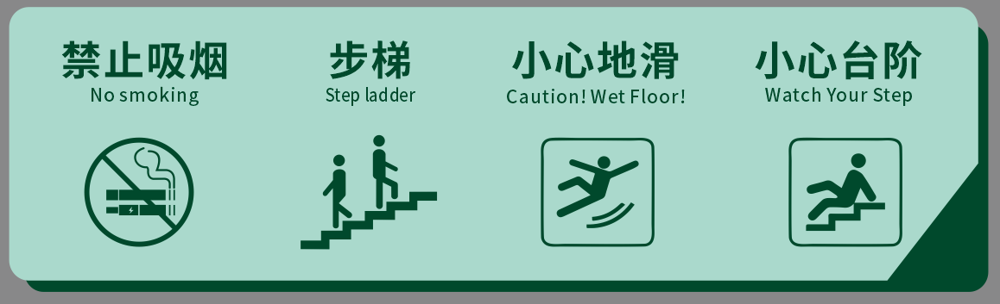 禁止吸烟
No smoking
步梯
Step ladder
小心地滑
Caution! Wet Floor!
小心台阶
Watch Your Step